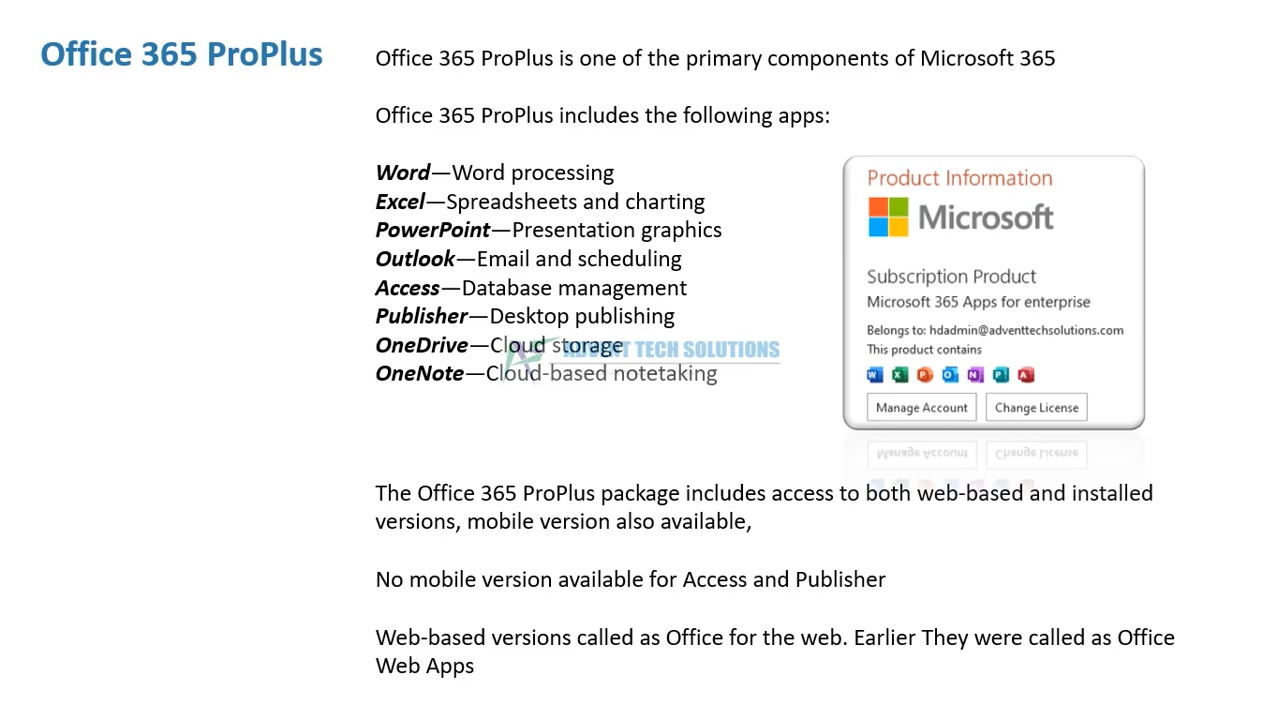 Office 365 ProPlus
Office 365 ProPlus is one of the primary components of Microsoft 365
Office 365 ProPlus includes the following apps:
Word—Word processing
Excel—Spreadsheets and charting
PowerPoint—Presentation graphics
Outlook—Email and scheduling
Access—Database management
Publisher—Desktop publishing
OneDrive—Cloud storage
OneNote—Cloud-based notetaking
ADVENT TECH SOLUTIONS
Product Information
Microsoft
Subscription Product
Microsoft 365 Apps for enterprise
Belongs to: hdadmin@adventtechsolutions.com
This product contains
Manage Account Change License
The Office 365 ProPlus package includes access to both web-based and installed
versions, mobile version also available,
No mobile version available for Access and Publisher
Web-based versions called as Office for the web. Earlier They were called as Office
Web Apps